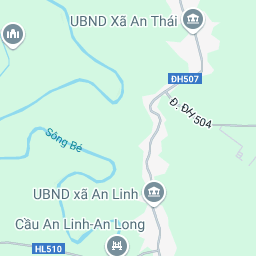 UBND Xã An Thái
ĐH507
Đ. ĐH 504
Sông Bé
UBND xã An Linh
Cầu An Linh-An Long
HL510